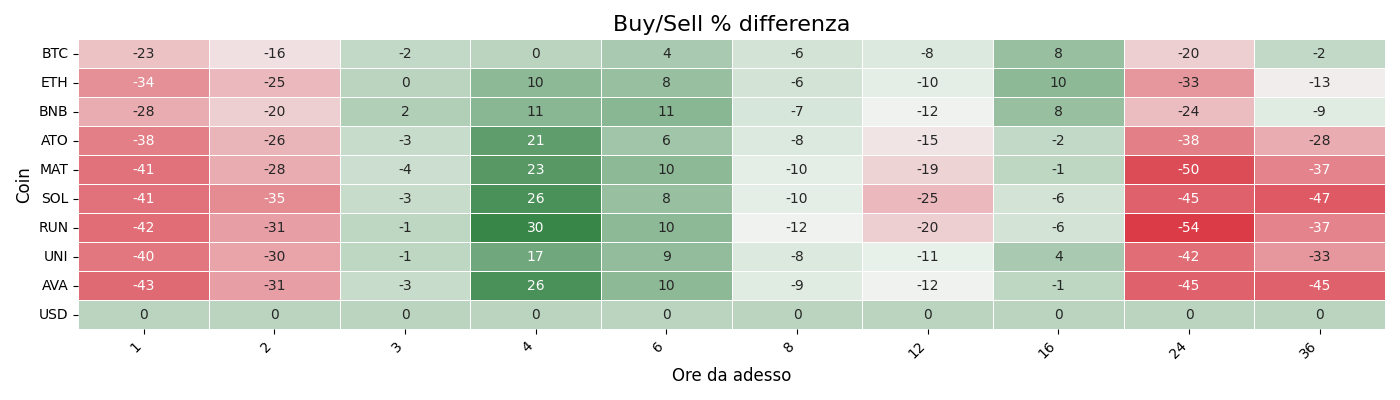 Buy/Sell % differenza
Coin
BTC -23 -16 -2 0 4 -6 -8 8 -20 -2
ETH -34 -25 0 10 8 -6 -10 10 -33 -13
BNB -28 -20 2 11 11 -7 -12 8 -24 -9
ATO -38 -26 -3 21 6 -8 -15 -2 -38 -28
MAT -41 -28 -4 23 10 -10 -19 -1 -50 -37
SOL -41 -35 -3 26 8 -10 -25 -6 -45 -47
RUN -42 -31 -1 30 10 -12 -20 -6 -54 -37
UNI -40 -30 -1 17 9 -8 -11 4 -42 -33
AVA -43 -31 -3 26 10 -9 -12 -1 -45 -45
USD 0 0 0 0 0 0 0 0 0 0
1 2 3 4 6 8 12 16 24 36
Ore da adesso